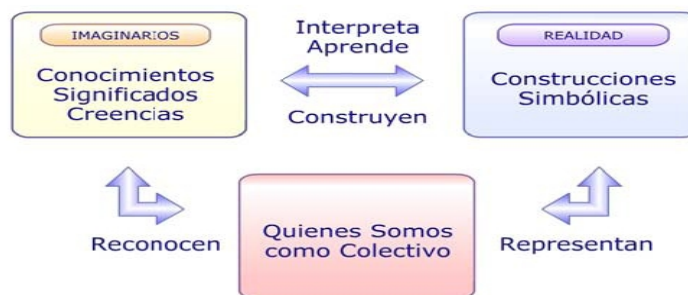 IMAGINARIOS
Conocimientos
Significados
Creencias
Interpreta
Aprende
Construyen
REALIDAD
Construcciones
Simbólicas
Reconocen
Quienes Somos
como Colectivo
Representan